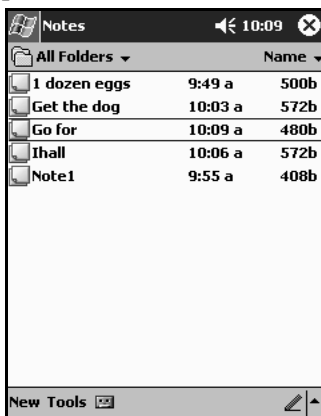 Notes 10:09
All Folders Name
1 dozen eggs 9:49 a 500b
Get the dog 10:03 a 572b
Go for 10:09 a 480b
Ihall 10:06 a 572b
Note1 9:55 a 408b
New Tools